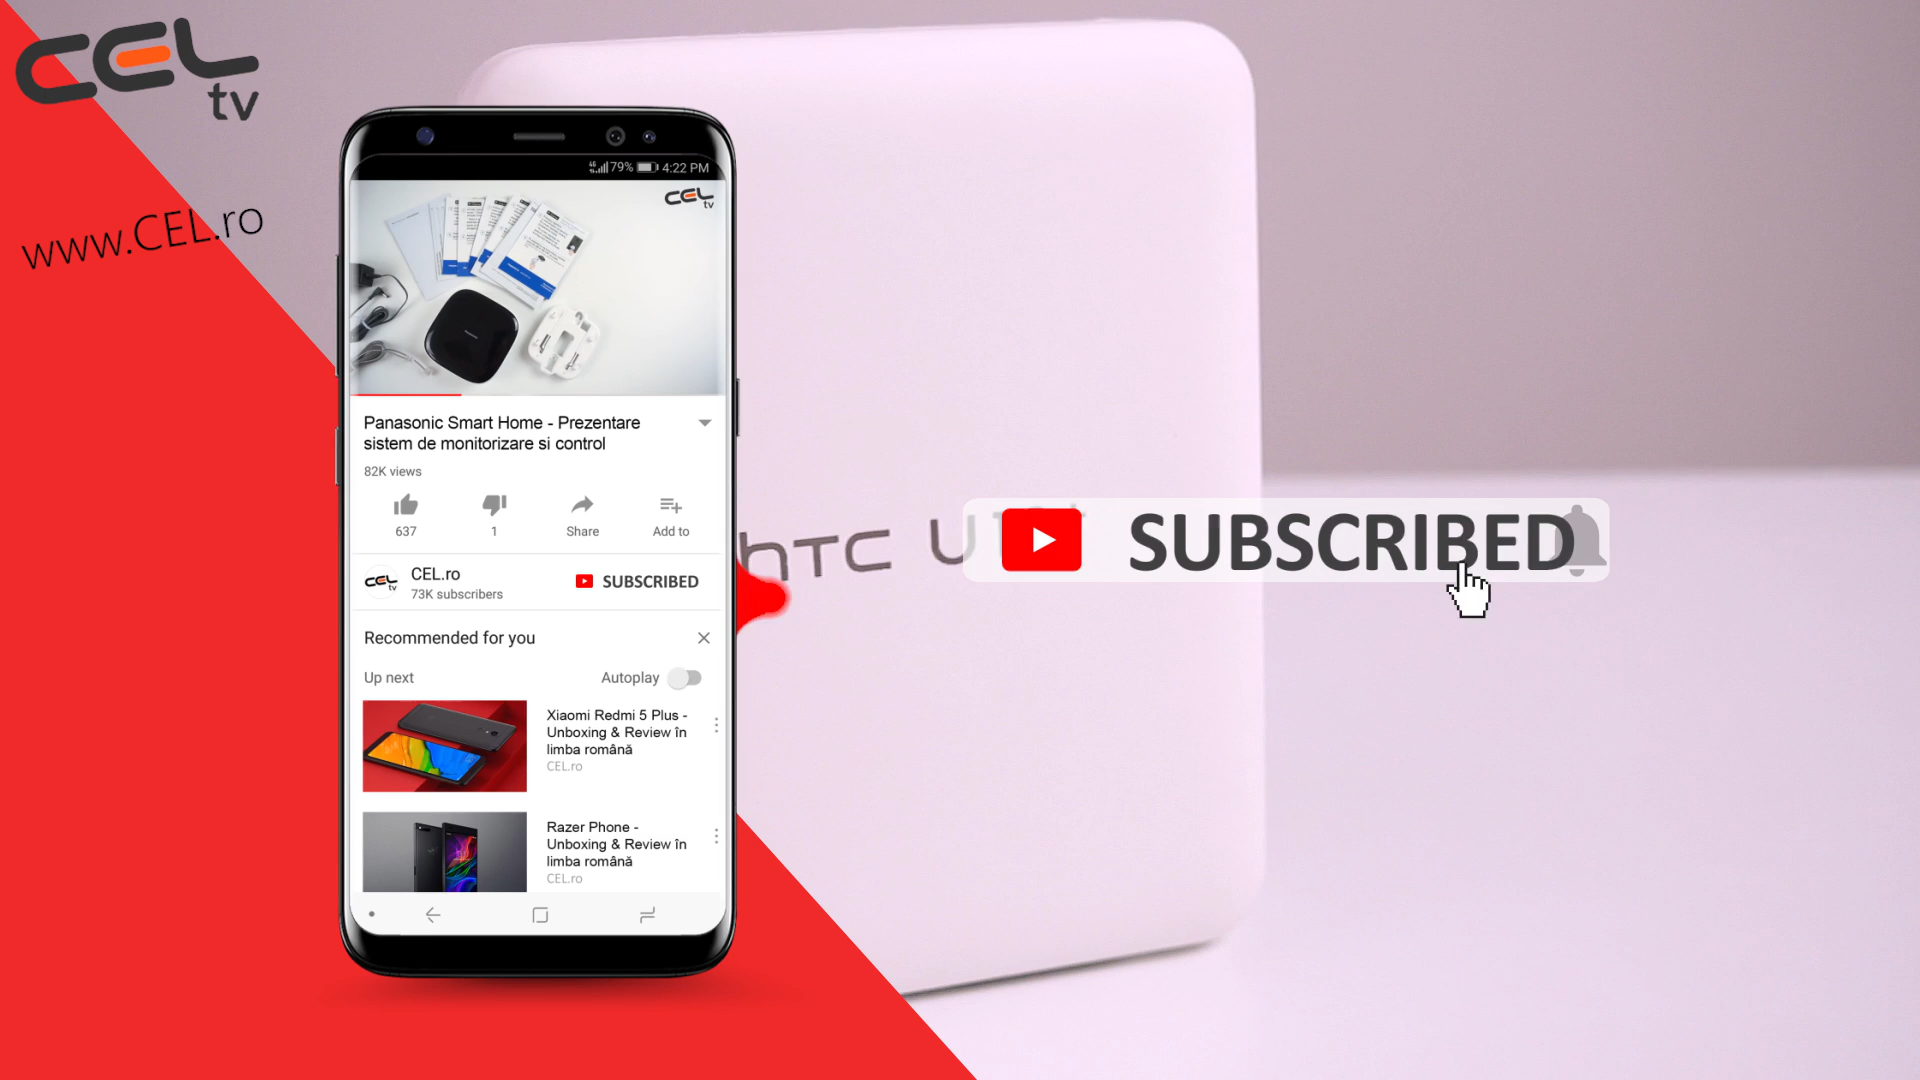 CEL
tv
www.CEL.ro
79% 4:22 PM
CEL
tv
Panasonic Smart Home - Prezentare
sistem de monitorizare si control
82K views
637
1
Share
Add to
CEL
tv
CEL.ro
73K subscribers
SUBSCRIBED
Recommended for you
Up next
Autoplay
Xiaomi Redmi 5 Plus -
Unboxing & Review în
limba română
CEL.ro
Razer Phone -
Unboxing & Review în
limba română
CEL.ro
hTC
SUBSCRIBED